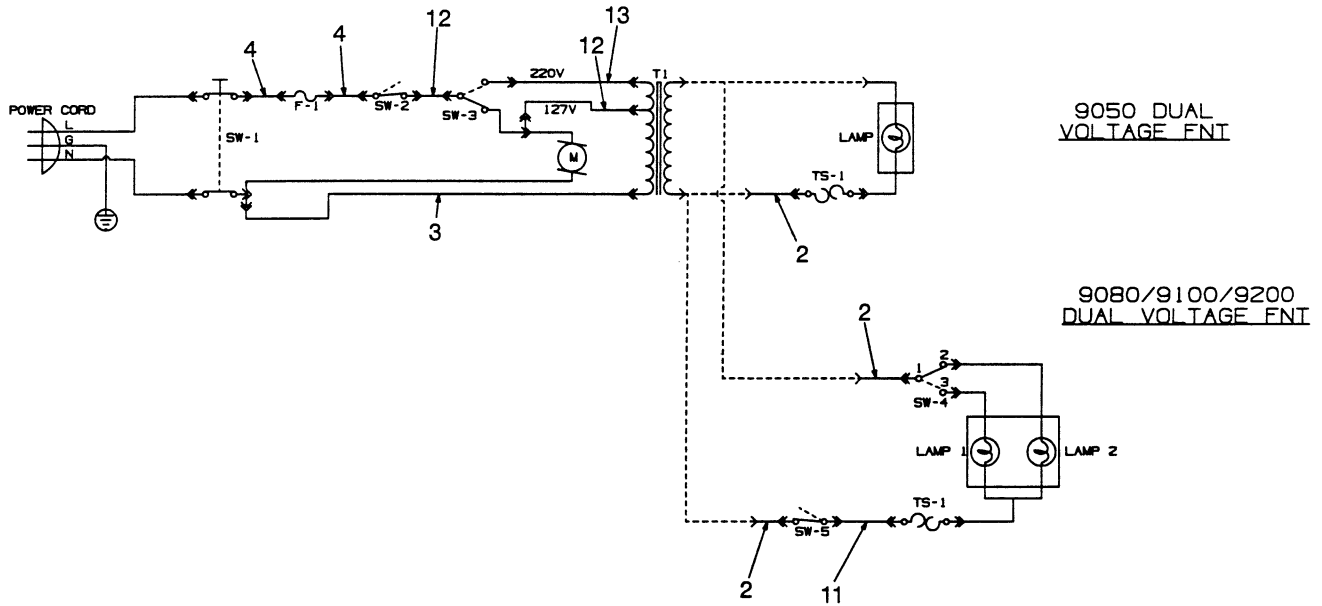 13
12
4
4
12
220V
T1
127V
POWER CORD
L
G
N
F-1
SW-2
SW-3
SW-1
M
LAMP
TS-1
3
2
9050 DUAL
VOLTAGE FNT
9080/9100/9200
DUAL VOLTAGE FNT
2
1
2
3
SW-4
LAMP 1
LAMP 2
TS-1
SW-5
2
11